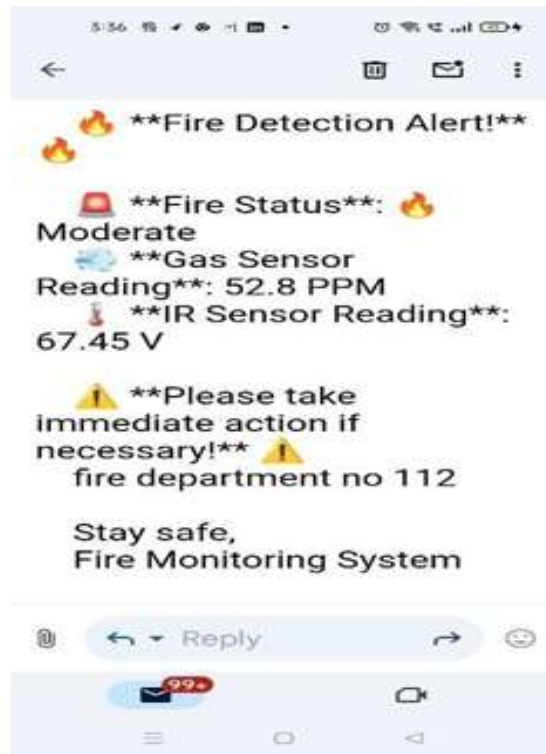 5:36
🔥 **Fire Detection Alert!**
🔥
🚨 **Fire Status**: 🔥
Moderate
💨 **Gas Sensor
Reading**: 52.8 PPM
🌡️ **IR Sensor Reading**:
67.45 V
⚠️ **Please take
immediate action if
necessary!** ⚠️
fire department no 112
Stay safe,
Fire Monitoring System
Reply
99+